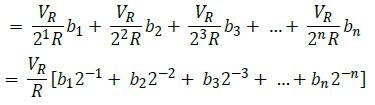 = V_R/(2^1 R) b_1 + V_R/(2^2 R) b_2 + V_R/(2^3 R) b_3 + … + V_R/(2^n R) b_n
= V_R/R [b_1 2^−1 + b_2 2^−2 + b_3 2^−3 + … + b_n 2^−n]